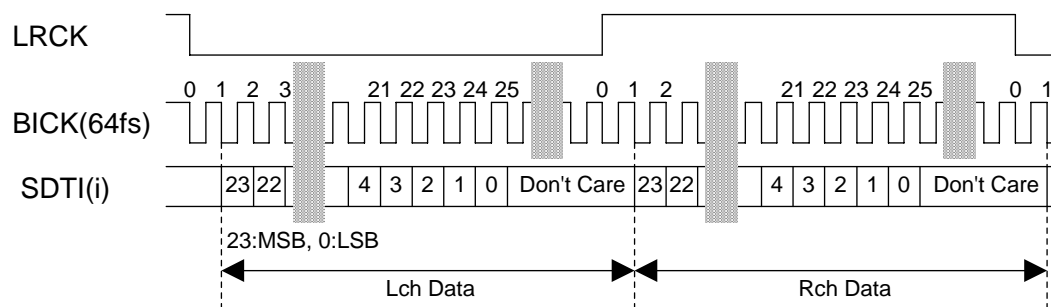 LRCK
0 1 2 3 21 22 23 24 25 0 1 2 21 22 23 24 25 0 1
BICK(64fs)
SDTI(i) 23 22 4 3 2 1 0 Don't Care 23 22 4 3 2 1 0 Don't Care
23:MSB, 0:LSB
Lch Data Rch Data